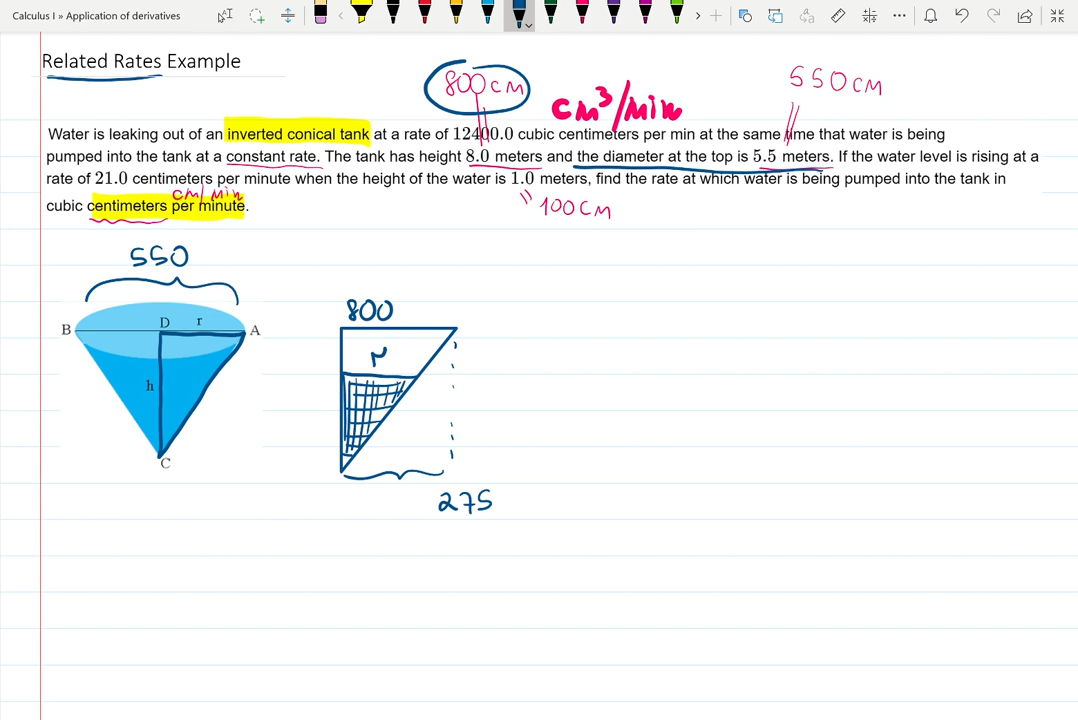 Calculus I » Application of derivatives
Related Rates Example
800 CM
cm³/min
550 CM
Water is leaking out of an inverted conical tank at a rate of 12400.0 cubic centimeters per min at the same time that water is being
pumped into the tank at a constant rate. The tank has height 8.0 meters and the diameter at the top is 5.5 meters. If the water level is rising at a
rate of 21.0 centimeters per minute when the height of the water is 1.0 meters, find the rate at which water is being pumped into the tank in
cm/min
100 CM
cubic centimeters per minute.
550
800
B D r A
r
h
C
275